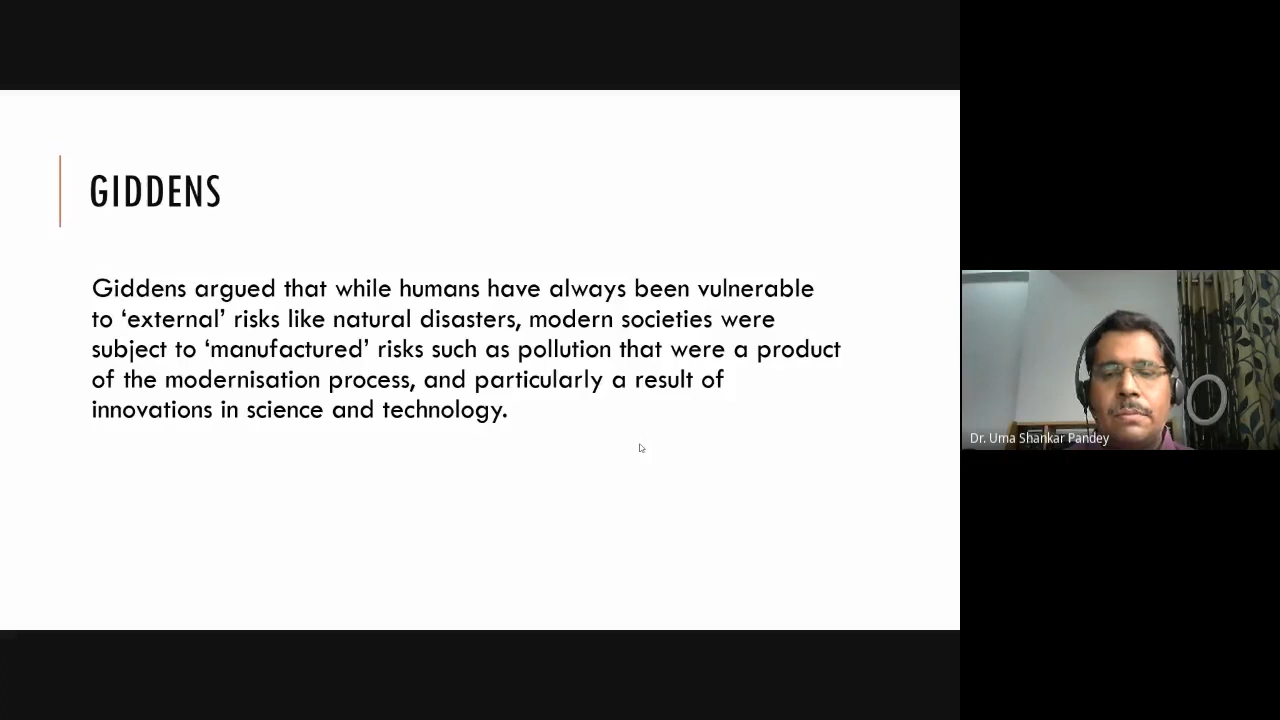 GIDDENS
Giddens argued that while humans have always been vulnerable
to ‘external’ risks like natural disasters, modern societies were
subject to ‘manufactured’ risks such as pollution that were a product
of the modernisation process, and particularly a result of
innovations in science and technology.
Dr. Uma Shankar Pandey